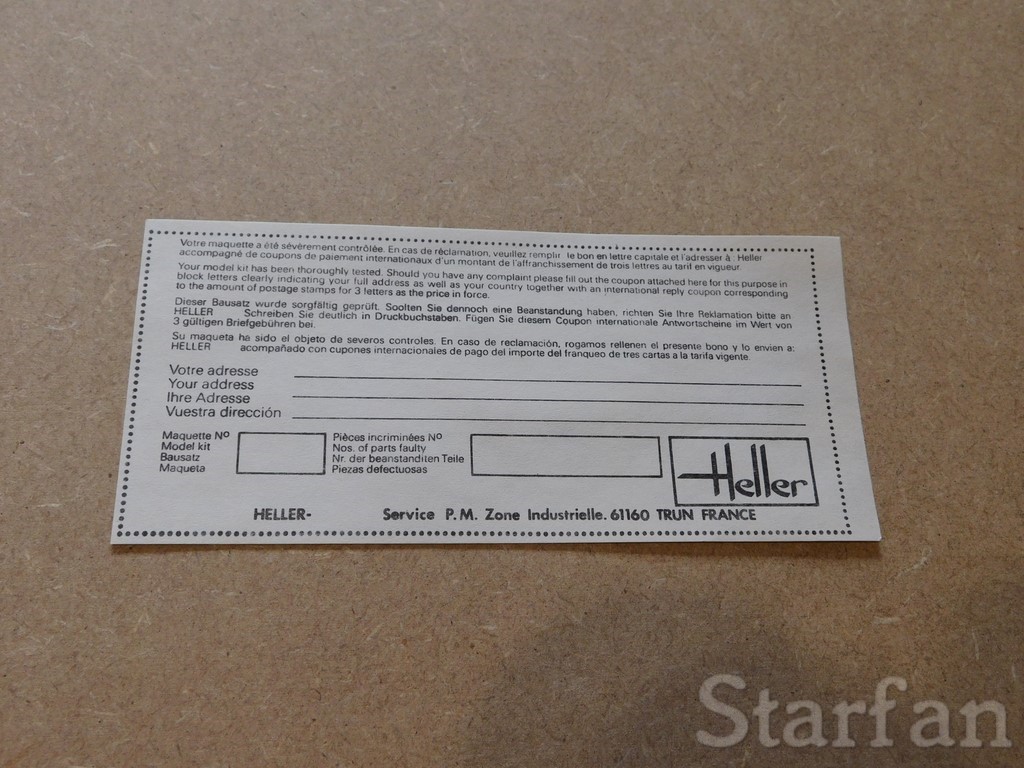 Votre maquette a été sévèrement contrôlée. En cas de réclamation, veuillez remplir le bon en lettre capitale et l'adresser à : Heller
accompagné de coupons de paiement internationaux d'un montant de l'affranchissement de trois lettres au tarif en vigueur.
Your model kit has been thoroughly tested. Should you have any complaint please fill out the coupon attached here for this purpose in
block letters clearly indicating your full address as well as your country together with an international reply coupon corresponding
to the amount of postage stamps for 3 letters as the price in force.
Dieser Bausatz wurde sorgfältig geprüft. Soolten Sie dennoch eine Beanstandung haben, richten Sie Ihre Reklamation bitte an
HELLER Schreiben Sie deutlich in Druckbuchstaben. Fügen Sie diesem Coupon internationale Antwortscheine im Wert von
3 gültigen Briefgebühren bei.
Su maqueta ha sido el objeto de severos controles. En caso de reclamación, rogamos rellenen el presente bono y lo envien a:
HELLER acompañado con cupones internacionales de pago del importe del franqueo de tres cartas a la tarifa vigente.
Votre adresse
Your address
Ihre Adresse
Vuestra dirección
Maquette Nº
Model kit
Bausatz
Maqueta
Pièces incriminées Nº
Nos. of parts faulty
Nr. der beanstanditen Teile
Piezas defectuosas
Heller
HELLER- Service P.M. Zone Industrielle. 61160 TRUN FRANCE
Starfan